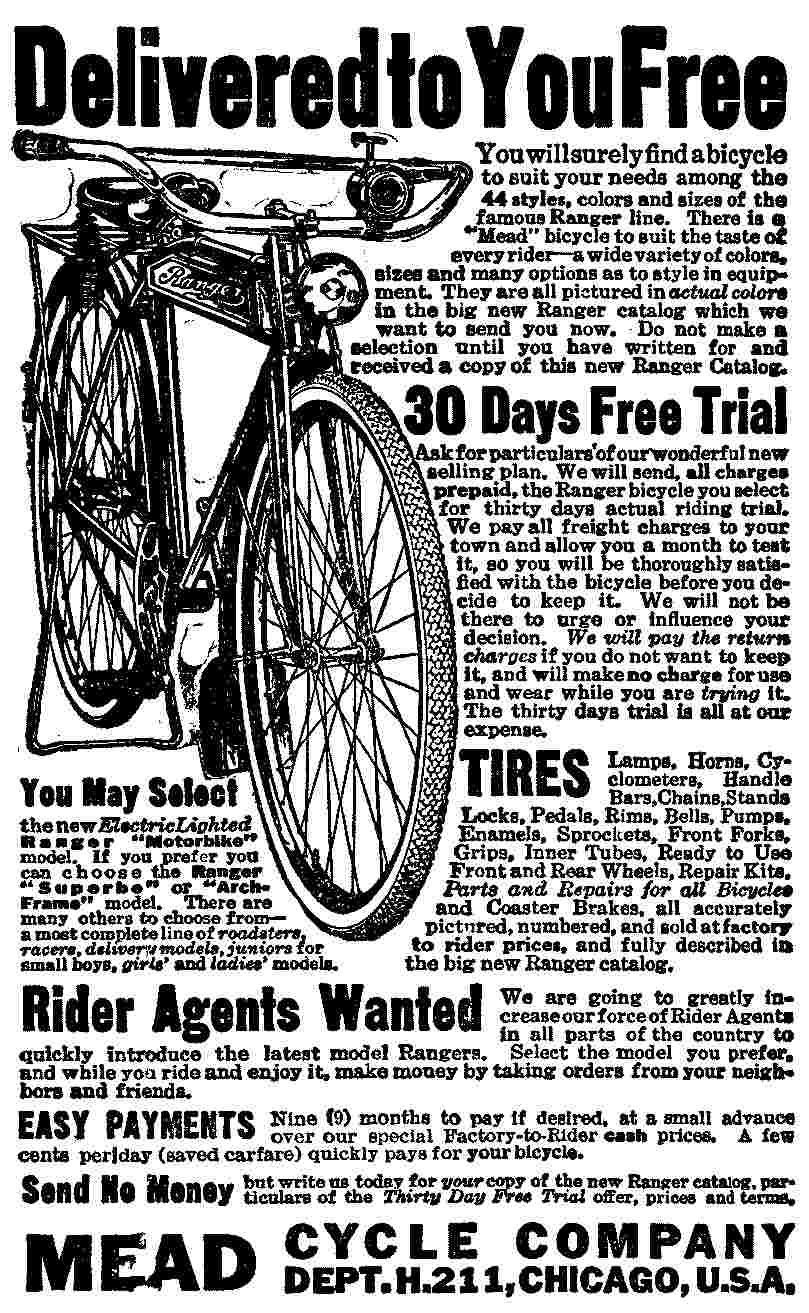 Delivered to You Free
You will surely find a bicycle
to suit your needs among the
44 styles, colors and sizes of the
famous Ranger line. There is a
"Mead" bicycle to suit the taste of
every rider—a wide variety of colors,
sizes and many options as to style in equip-
ment. They are all pictured in actual colors
in the big new Ranger catalog which we
want to send you now. Do not make a
selection until you have written for and
received a copy of this new Ranger Catalog.
Ranger
30 Days Free Trial
Ask for particulars of our wonderful new
selling plan. We will send, all charges
prepaid, the Ranger bicycle you select
for thirty days actual riding trial.
We pay all freight charges to your
town and allow you a month to test
it, so you will be thoroughly satis-
fied with the bicycle before you de-
cide to keep it. We will not be
there to urge or influence your
decision. We will pay the return
charges if you do not want to keep
it, and will make no charge for use
and wear while you are trying it.
The thirty days trial is all at our
expense.
You May Select
the new Electric Lighted
Ranger "Motorbike"
model. If you prefer you
can choose the Ranger
"Superbe" or "Arch-
Frame" model. There are
many others to choose from—
a most complete line of roadsters,
racers, delivery models, juniors for
small boys, girls' and ladies' models.
TIRES Lamps, Horns, Cy-
clometers, Handle
Bars, Chains, Stands
Locks, Pedals, Rims, Bells, Pumps,
Enamels, Sprockets, Front Forks,
Grips, Inner Tubes, Ready to Use
Front and Rear Wheels, Repair Kits.
Parts and Repairs for all Bicycles
and Coaster Brakes, all accurately
pictured, numbered, and sold at factory
to rider prices, and fully described in
the big new Ranger catalog.
Rider Agents Wanted We are going to greatly in-
crease our force of Rider Agents
in all parts of the country to
quickly introduce the latest model Rangers. Select the model you prefer,
and while you ride and enjoy it, make money by taking orders from your neigh-
bors and friends.
EASY PAYMENTS Nine (9) months to pay if desired, at a small advance
over our special Factory-to-Rider cash prices. A few
cents per day (saved carfare) quickly pays for your bicycle.
Send No Money but write us today for your copy of the new Ranger catalog, par-
ticulars of the Thirty Day Free Trial offer, prices and terms.
MEAD CYCLE COMPANY
DEPT. H.211, CHICAGO, U.S.A.